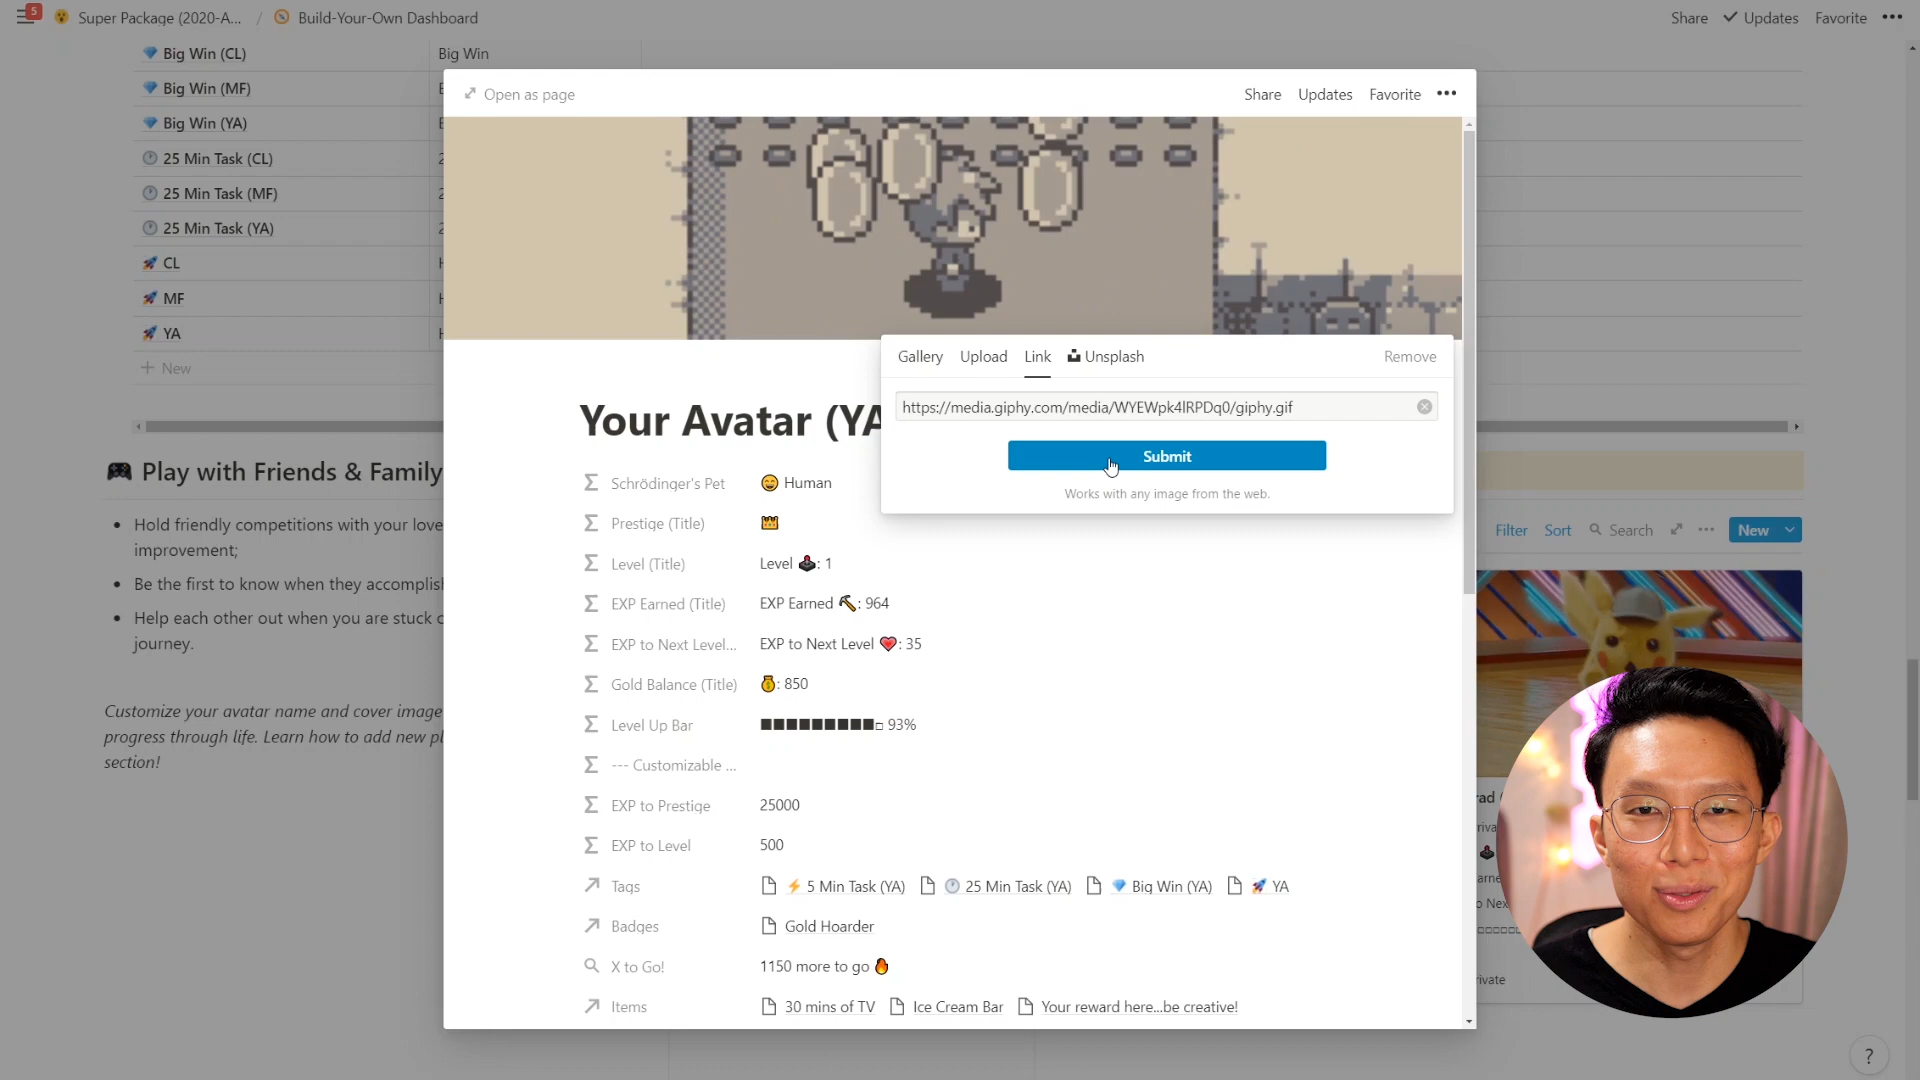 5
Super Package (2020-A... / Build-Your-Own Dashboard
Share Updates Favorite
Big Win (CL) Big Win
Big Win (MF)
Big Win (YA)
25 Min Task (CL)
25 Min Task (MF)
25 Min Task (YA)
CL
MF
YA
New
Play with Friends & Family
Hold friendly competitions with your love
improvement;
Be the first to know when they accomplish
Help each other out when you are stuck
journey.
Customize your avatar name and cover image
progress through life. Learn how to add new
section!
Open as page
Share Updates Favorite
Gallery Upload Link Unsplash Remove
https://media.giphy.com/media/WYEWpk4lRPDq0/giphy.gif
Submit
Works with any image from the web.
Your Avatar (YA
Schrödinger's Pet Human
Prestige (Title)
Level (Title) Level : 1
EXP Earned (Title) EXP Earned : 964
EXP to Next Level... EXP to Next Level : 35
Gold Balance (Title) : 850
Level Up Bar ■■■■■■■■■□ 93%
--- Customizable ...
EXP to Prestige 25000
EXP to Level 500
Tags 5 Min Task (YA) 25 Min Task (YA) Big Win (YA) YA
Badges Gold Hoarder
X to Go! 1150 more to go
Items 30 mins of TV Ice Cream Bar Your reward here...be creative!
Filter Sort Search New
?